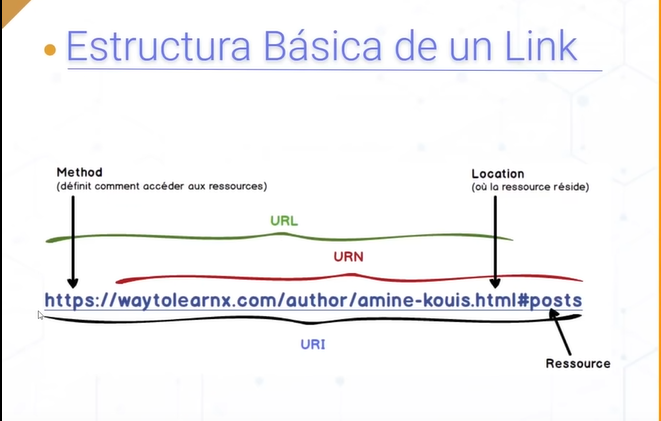 • Estructura Básica de un Link
Method
(définit comment accéder aux ressources)
Location
(où la ressource réside)
URL
URN
https://waytolearnx.com/author/amine-kouis.html#posts
URI
Ressource